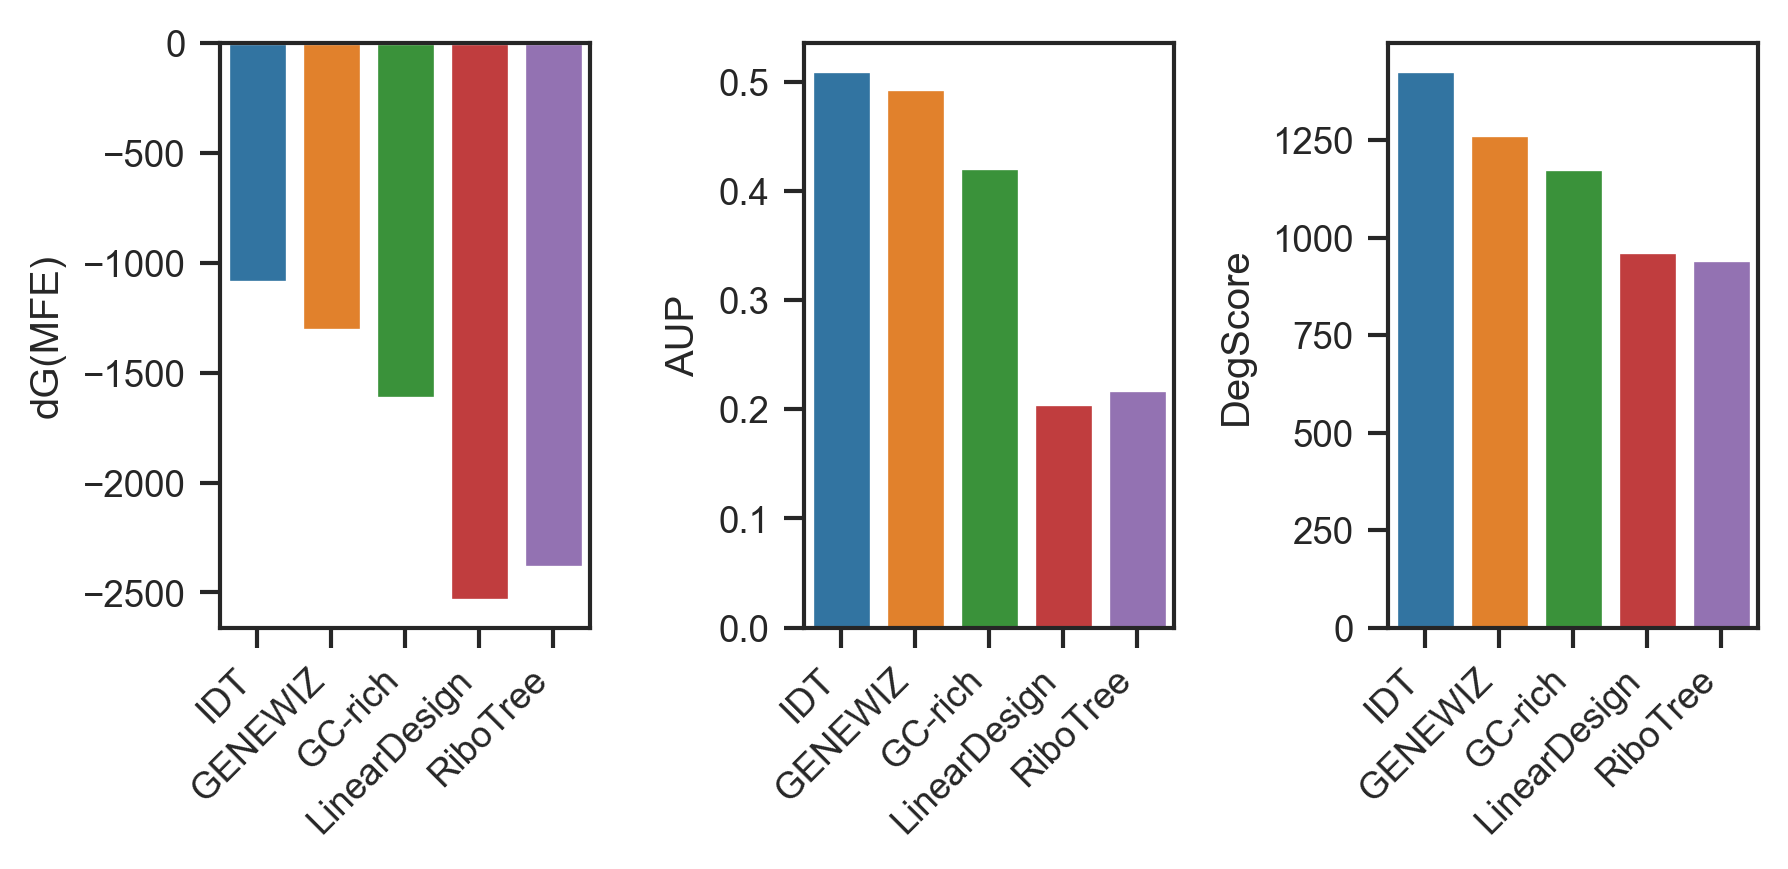 dG(MFE)
0
−500
−1000
−1500
−2000
−2500
IDT
GENEWIZ
GC-rich
LinearDesign
RiboTree
AUP
0.5
0.4
0.3
0.2
0.1
0.0
IDT
GENEWIZ
GC-rich
LinearDesign
RiboTree
DegScore
1250
1000
750
500
250
0
IDT
GENEWIZ
GC-rich
LinearDesign
RiboTree